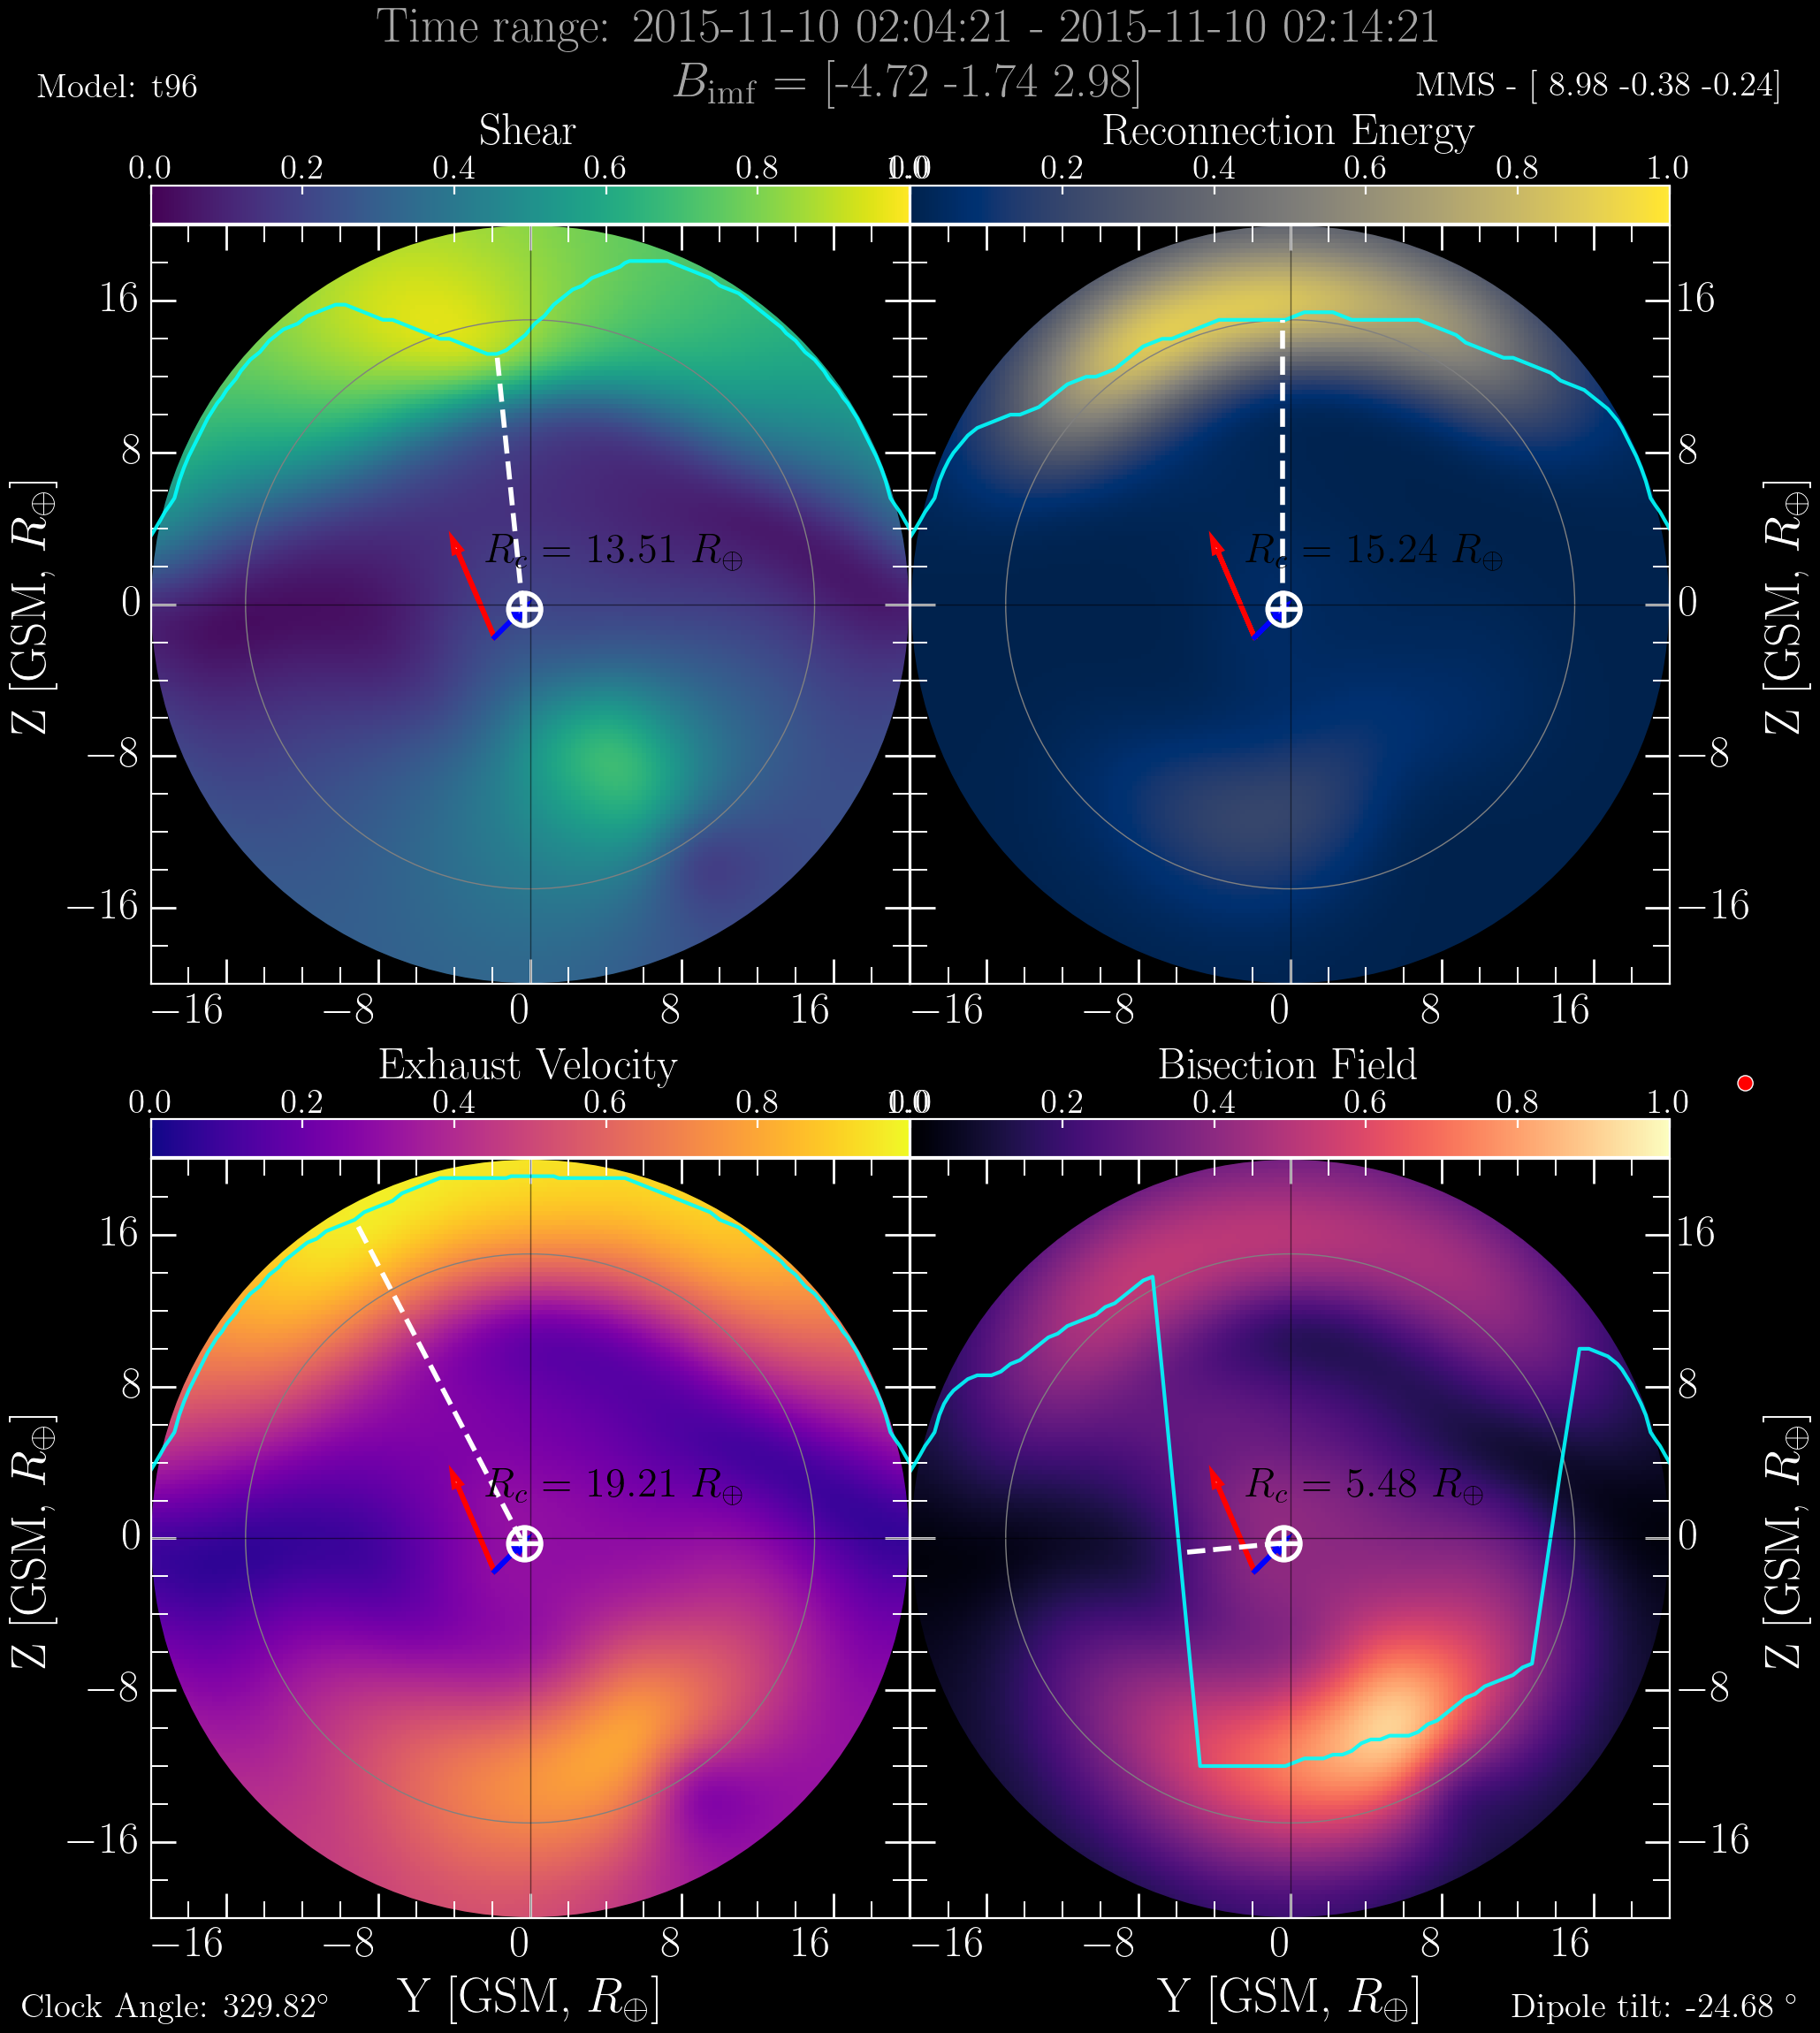 Time range: 2015-11-10 02:04:21 - 2015-11-10 02:14:21
Model: t96
B_imf = [-4.72 -1.74 2.98]
MMS - [ 8.98 -0.38 -0.24]
Shear
Reconnection Energy
0.0 0.2 0.4 0.6 0.8 1.0
0.0 0.2 0.4 0.6 0.8 1.0
16
8
0
−8
−16
Z [GSM, R⊕]
R_c = 13.51 R⊕
R_c = 15.24 R⊕
16
8
0
−8
−16
Z [GSM, R⊕]
−16 −8 0 8 16
−16 −8 0 8 16
Exhaust Velocity
Bisection Field
0.0 0.2 0.4 0.6 0.8 1.0
0.0 0.2 0.4 0.6 0.8 1.0
16
8
0
−8
−16
Z [GSM, R⊕]
R_c = 19.21 R⊕
R_c = 5.48 R⊕
16
8
0
−8
−16
Z [GSM, R⊕]
−16 −8 0 8 16
−16 −8 0 8 16
Y [GSM, R⊕]
Y [GSM, R⊕]
Clock Angle: 329.82°
Dipole tilt: -24.68 °